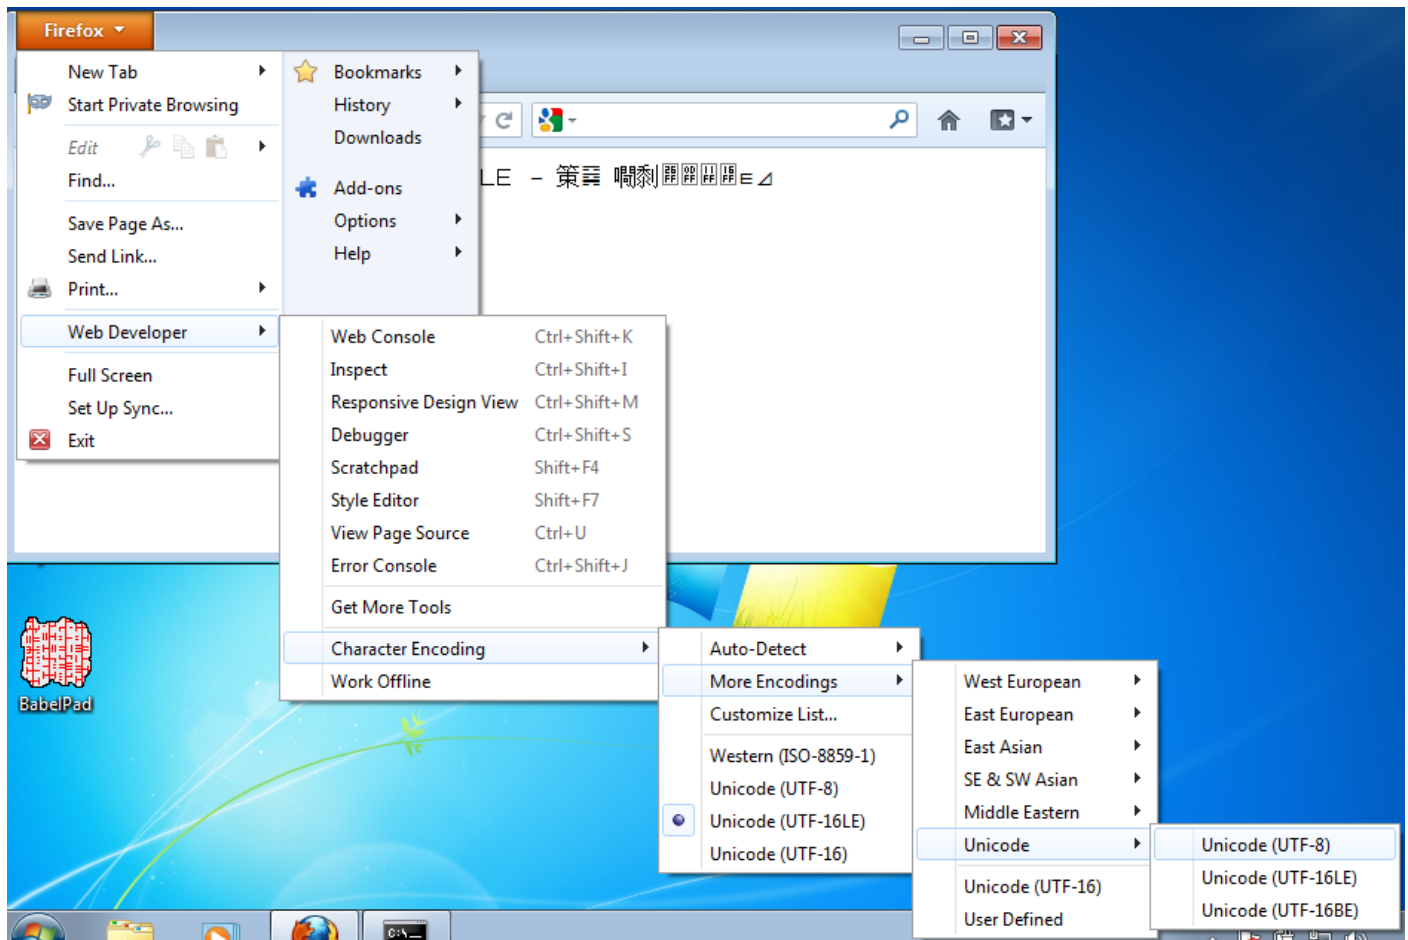 Firefox
New Tab
Start Private Browsing
Edit
Find...
Save Page As...
Send Link...
Print...
Web Developer
Full Screen
Set Up Sync...
Exit
Bookmarks
History
Downloads
Add-ons
Options
Help
LE –
Web Console Ctrl+Shift+K
Inspect Ctrl+Shift+I
Responsive Design View Ctrl+Shift+M
Debugger Ctrl+Shift+S
Scratchpad Shift+F4
Style Editor Shift+F7
View Page Source Ctrl+U
Error Console Ctrl+Shift+J
Get More Tools
Character Encoding
Work Offline
Auto-Detect
More Encodings
Customize List...
Western (ISO-8859-1)
Unicode (UTF-8)
Unicode (UTF-16LE)
Unicode (UTF-16)
West European
East European
East Asian
SE & SW Asian
Middle Eastern
Unicode
Unicode (UTF-16)
User Defined
Unicode (UTF-8)
Unicode (UTF-16LE)
Unicode (UTF-16BE)
BabelPad
C:\